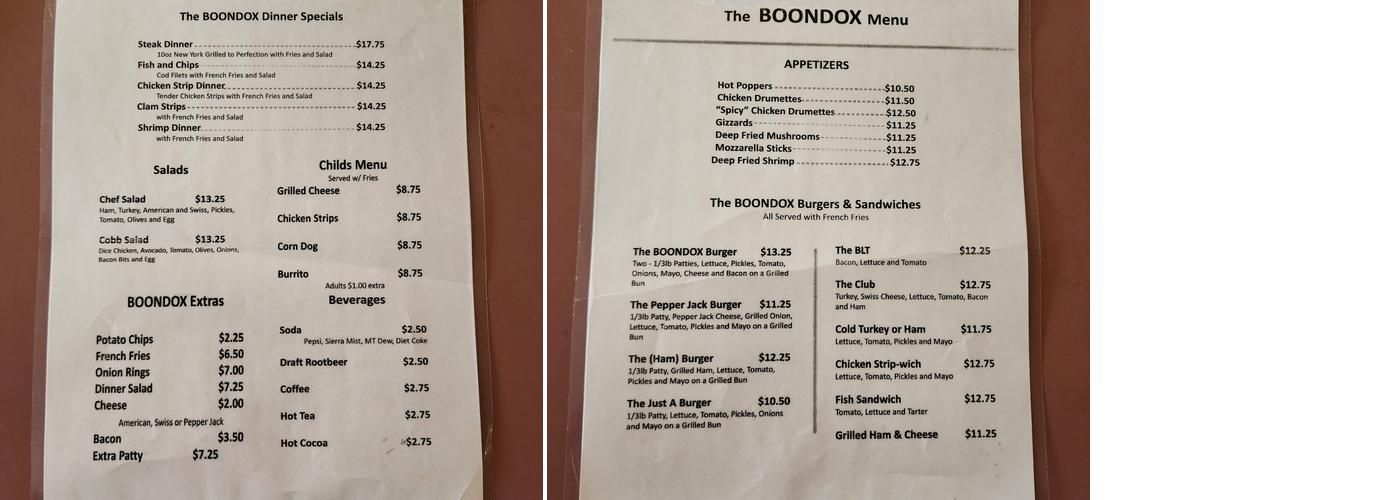 The BOONDOX Dinner Specials
Steak Dinner $17.75
10oz New York Grilled to Perfection with Fries and Salad
Fish and Chips $14.25
Cod Filets with French Fries and Salad
Chicken Strip Dinner $14.25
Tender Chicken Strips with French Fries and Salad
Clam Strips $14.25
with French Fries and Salad
Shrimp Dinner $14.25
with French Fries and Salad
Salads
Chef Salad $13.25
Ham, Turkey, American and Swiss, Pickles,
Tomato, Olives and Egg
Cobb Salad $13.25
Dice Chicken, Avocado, Tomato, Olives, Onions,
Bacon Bits and Egg
Childs Menu
Served w/ Fries
Grilled Cheese $8.75
Chicken Strips $8.75
Corn Dog $8.75
Burrito $8.75
Adults $1.00 extra
BOONDOX Extras
Potato Chips $2.25
French Fries $6.50
Onion Rings $7.00
Dinner Salad $7.25
Cheese $2.00
American, Swiss or Pepper Jack
Bacon $3.50
Extra Patty $7.25
Beverages
Soda $2.50
Pepsi, Sierra Mist, MT Dew, Diet Coke
Draft Rootbeer $2.50
Coffee $2.75
Hot Tea $2.75
Hot Cocoa $2.75
The BOONDOX Menu
APPETIZERS
Hot Poppers $10.50
Chicken Drumettes $11.50
"Spicy" Chicken Drumettes $12.50
Gizzards $11.25
Deep Fried Mushrooms $11.25
Mozzarella Sticks $11.25
Deep Fried Shrimp $12.75
The BOONDOX Burgers & Sandwiches
All Served with French Fries
The BOONDOX Burger $13.25
Two - 1/3lb Patties, Lettuce, Pickles, Tomato,
Onions, Mayo, Cheese and Bacon on a Grilled
Bun
The Pepper Jack Burger $11.25
1/3lb Patty, Pepper Jack Cheese, Grilled Onion,
Lettuce, Tomato, Pickles and Mayo on a Grilled
Bun
The (Ham) Burger $12.25
1/3lb Patty, Grilled Ham, Lettuce, Tomato,
Pickles and Mayo on a Grilled Bun
The Just A Burger $10.50
1/3lb Patty, Lettuce, Tomato, Pickles, Onions
and Mayo on a Grilled Bun
The BLT $12.25
Bacon, Lettuce and Tomato
The Club $12.75
Turkey, Swiss Cheese, Lettuce, Tomato, Bacon
and Ham
Cold Turkey or Ham $11.75
Lettuce, Tomato, Pickles and Mayo
Chicken Strip-wich $12.75
Lettuce, Tomato, Pickles and Mayo
Fish Sandwich $12.75
Tomato, Lettuce and Tarter
Grilled Ham & Cheese $11.25